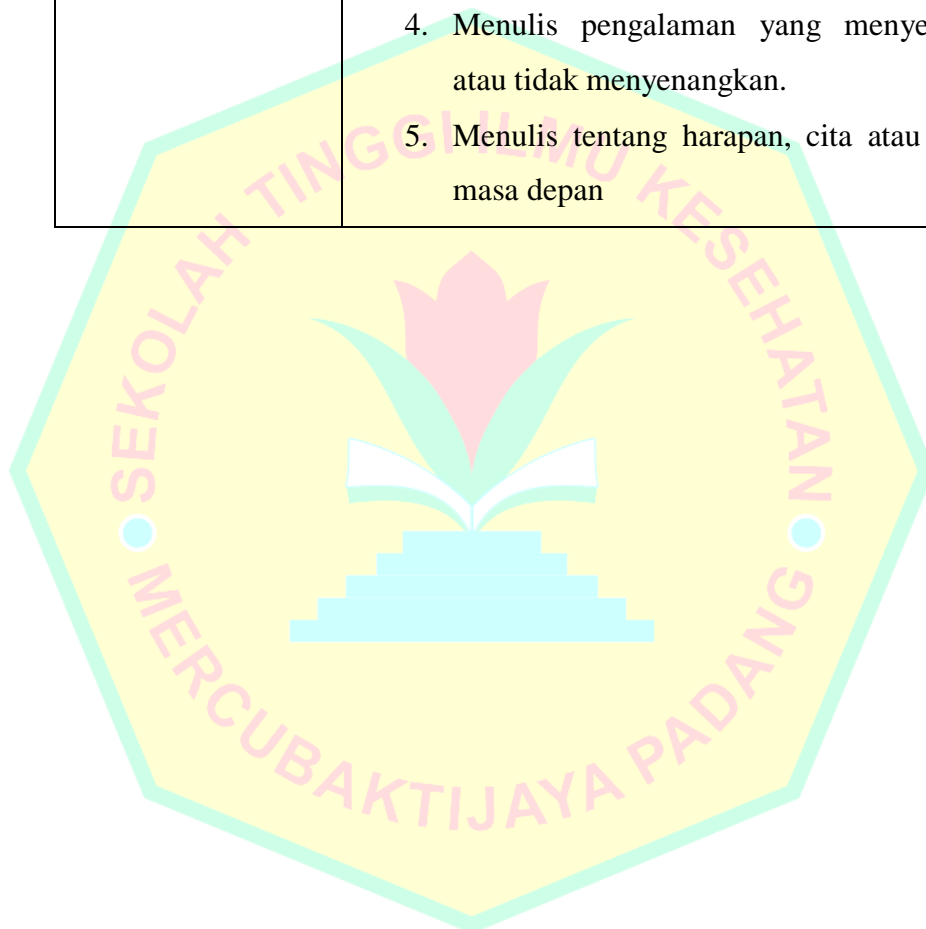 4. Menulis pengalaman yang
atau tidak menyenangkan.
5. Menulis tentang harapan, cita atau
masa depan
SEKOLAH TINGGI ILMU KESEHATAN
MERCUBAKTIJAYA PADANG